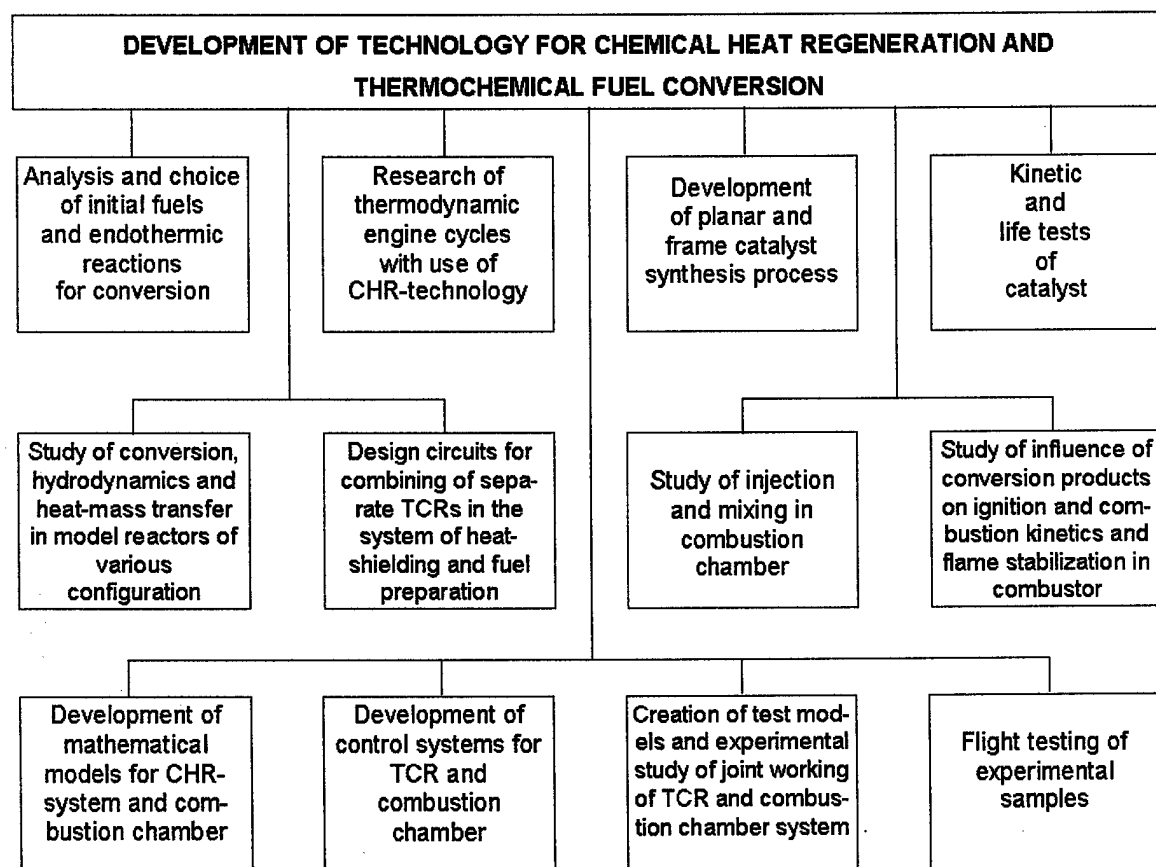 DEVELOPMENT OF TECHNOLOGY FOR CHEMICAL HEAT REGENERATION AND
THERMOCHEMICAL FUEL CONVERSION
Analysis and choice
of initial fuels
and endothermic
reactions
for conversion
Research of
thermodynamic
engine cycles
with use of
CHR-technology
Development
of planar and
frame catalyst
synthesis process
Kinetic
and
life tests
of
catalyst
Study of conversion,
hydrodynamics and
heat-mass transfer
in model reactors of
various
configuration
Design circuits for
combining of sepa-
rate TCRs in the
system of heat-
shielding and fuel
preparation
Study of injection
and mixing in
combustion
chamber
Study of influence of
conversion products
on ignition and com-
bustion kinetics and
flame stabilization in
combustor
Development of
mathematical
models for CHR-
system and com-
bustion chamber
Development of
control systems for
TCR and
combustion
chamber
Creation of test mod-
els and experimental
study of joint working
of TCR and combus-
tion chamber system
Flight testing of
experimental
samples